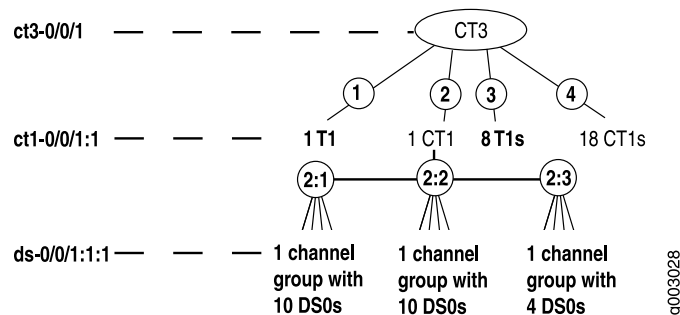 ct3-0/0/1
CT3
1
2
3
4
ct1-0/0/1:1
1 T1
1 CT1
8 T1s
18 CT1s
2:1
2:2
2:3
ds-0/0/1:1:1
1 channel
group with
10 DS0s
1 channel
group with
10 DS0s
1 channel
group with
4 DS0s
g003028